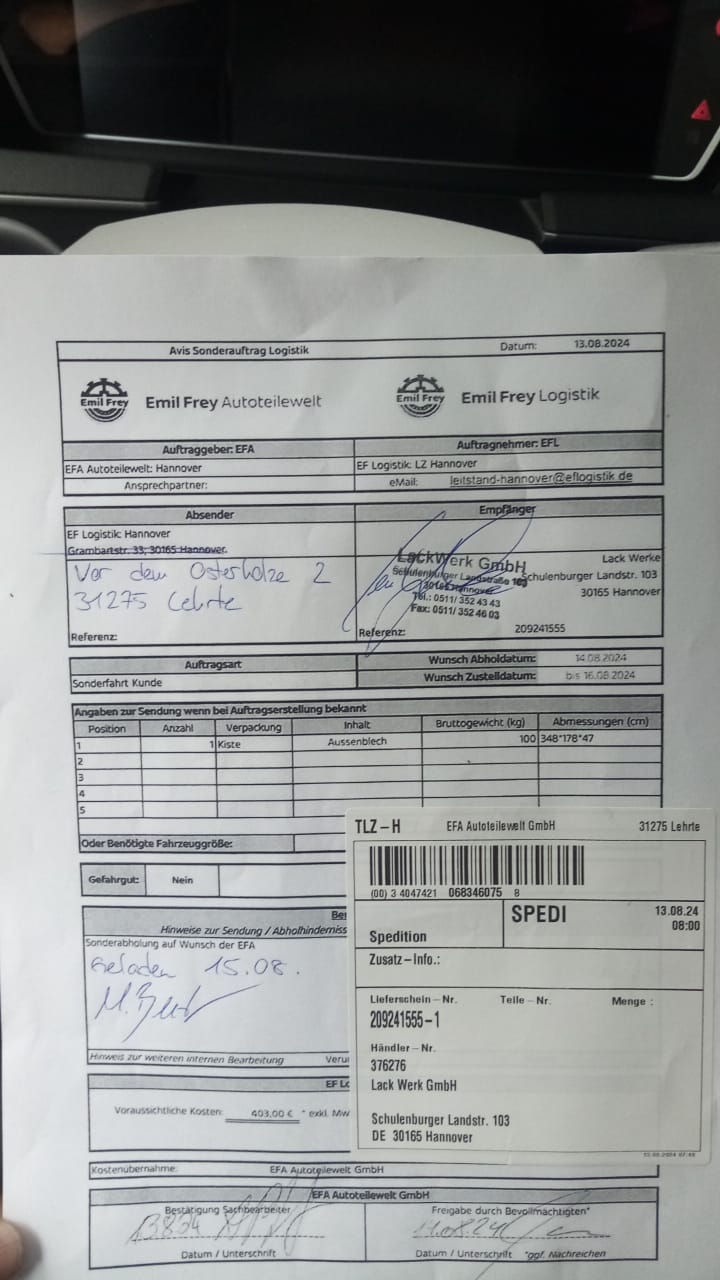 Avis Sonderauftrag Logistik Datum: 13.08.2024
Emil Frey Emil Frey Autoteilewelt Emil Frey Emil Frey Logistik
Auftraggeber: EFA Auftragnehmer: EFL
EFA Autoteilewelt: Hannover EF Logistik: LZ Hannover
Ansprechpartner: eMail: leitstand-hannover@eflogistik.de
Absender Empfänger
EF Logistik: Hannover
Grambartstr. 33; 30165 Hannover.
Vor dem Osterholze 2
31275 Lehrte
Referenz:
LackWerk GmbH
Schulenburger Landstraße 103
30165 Hannover
Tel.: 0511/ 352 43 43
Fax: 0511/ 352 46 03
Lack Werke
Schulenburger Landstr. 103
30165 Hannover
Referenz: 209241555
Auftragsart Wunsch Abholdatum: 14.08.2024
Sonderfahrt Kunde Wunsch Zustelldatum: bis 16.08.2024
Angaben zur Sendung wenn bei Auftragserstellung bekannt
Position Anzahl Verpackung Inhalt Bruttogewicht (kg) Abmessungen (cm)
1 1 Kiste Aussenblech 100 348*178*47
2
3
4
5
Oder Benötigte Fahrzeuggröße:
Gefahrgut: Nein
Hinweise zur Sendung / Abholhinderniss
Sonderabholung auf Wunsch der EFA
Geladen 15.08.
Hinweis zur weiteren internen Bearbeitung
Voraussichtliche Kosten: 403,00 € * exkl. Mw
TLZ-H EFA Autoteilewelt GmbH 31275 Lehrte
(00) 3 4047421 068346075 8
Spedition SPEDI 13.08.24
08:00
Zusatz-Info.:
Lieferschein-Nr. Teile-Nr. Menge :
209241555-1
Händler-Nr.
376276
Lack Werk GmbH
Schulenburger Landstr. 103
DE 30165 Hannover
Kostenübernahme: EFA Autoteilewelt GmbH
EFA Autoteilewelt GmbH
Bestätigung Sachbearbeiter Freigabe durch Bevollmächtigten*
Datum / Unterschrift Datum / Unterschrift *ggf. Nachreichen